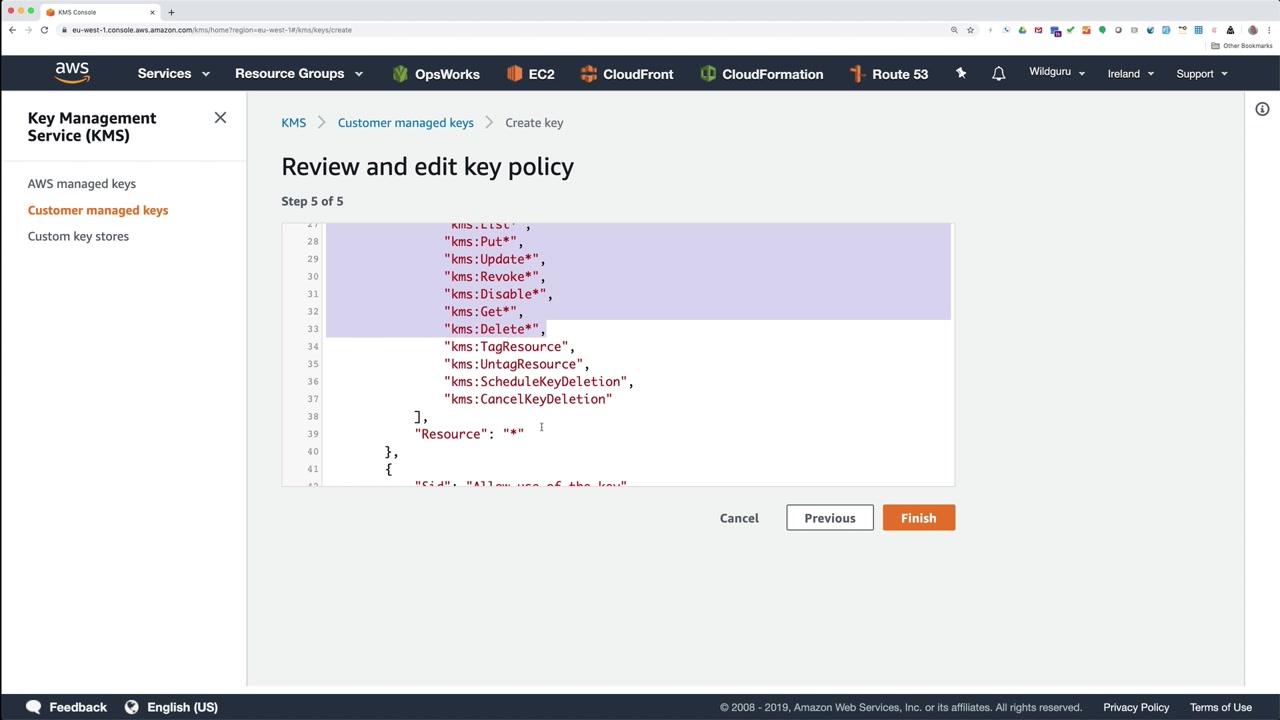 KMS Console
eu-west-1.console.aws.amazon.com/kms/home?region=eu-west-1#/kms/keys/create
Other Bookmarks
aws
Services
Resource Groups
OpsWorks
EC2
CloudFront
CloudFormation
Route 53
Wildguru
Ireland
Support
Key Management
Service (KMS)
AWS managed keys
Customer managed keys
Custom key stores
KMS > Customer managed keys > Create key
Review and edit key policy
Step 5 of 5
27 "kms:List*",
28 "kms:Put*",
29 "kms:Update*",
30 "kms:Revoke*",
31 "kms:Disable*",
32 "kms:Get*",
33 "kms:Delete*",
34 "kms:TagResource",
35 "kms:UntagResource",
36 "kms:ScheduleKeyDeletion",
37 "kms:CancelKeyDeletion"
38 ],
39 "Resource": "*"
40 },
41 {
42 "Sid": "Allow use of the key"
Cancel
Previous
Finish
Feedback
English (US)
© 2008 - 2019, Amazon Web Services, Inc. or its affiliates. All rights reserved.
Privacy Policy
Terms of Use